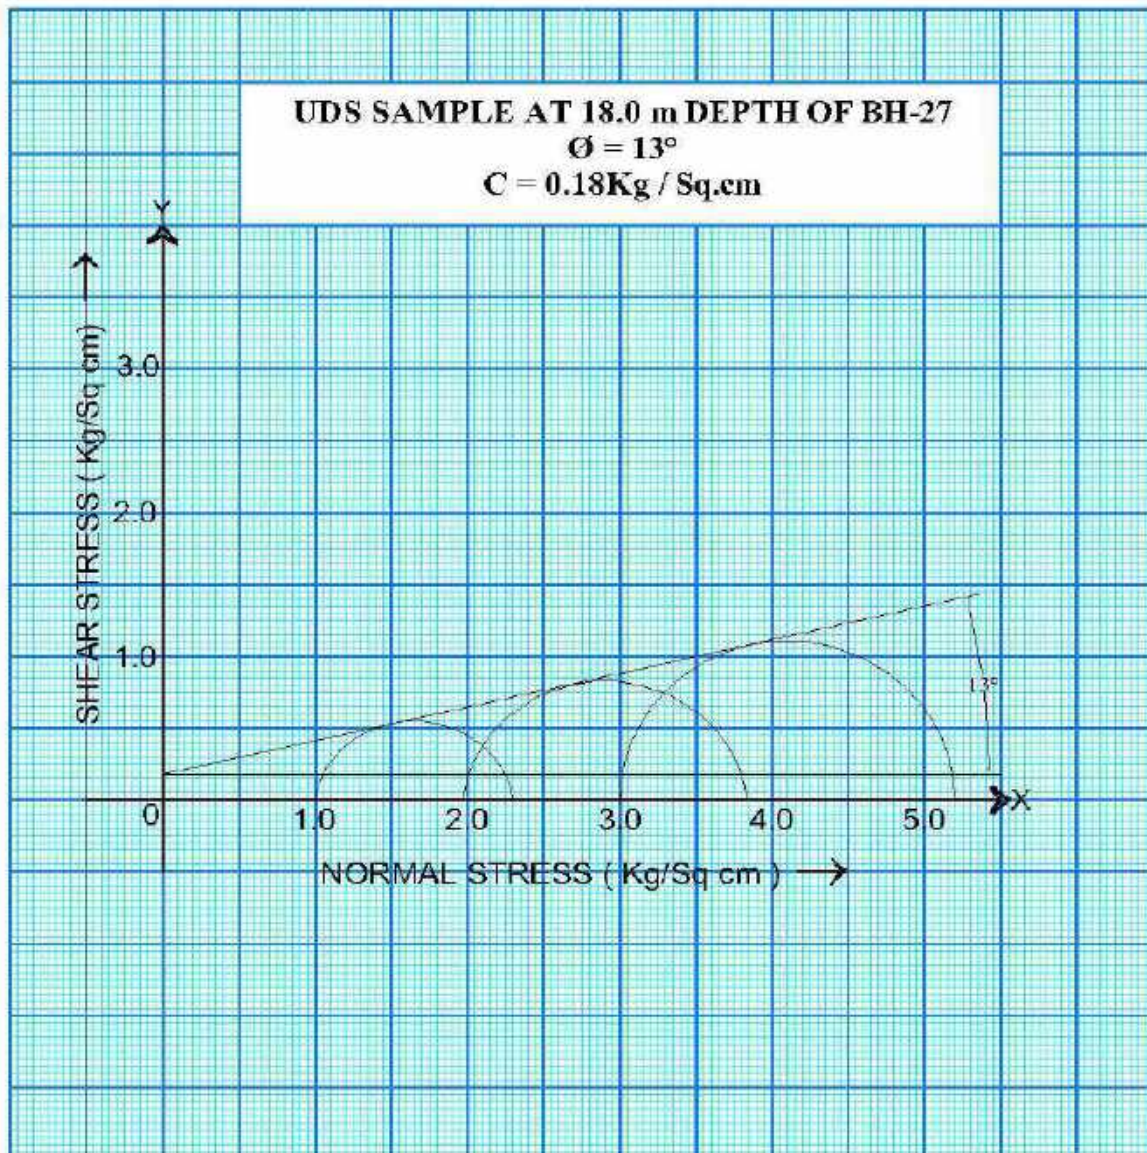 UDS SAMPLE AT 18.0 m DEPTH OF BH-27
Ø = 13°
C = 0.18Kg / Sq.cm
Y
SHEAR STRESS ( Kg/Sq cm)
3.0
2.0
1.0
13°
0
1.0
2.0
3.0
4.0
5.0
X
NORMAL STRESS ( Kg/Sq cm )